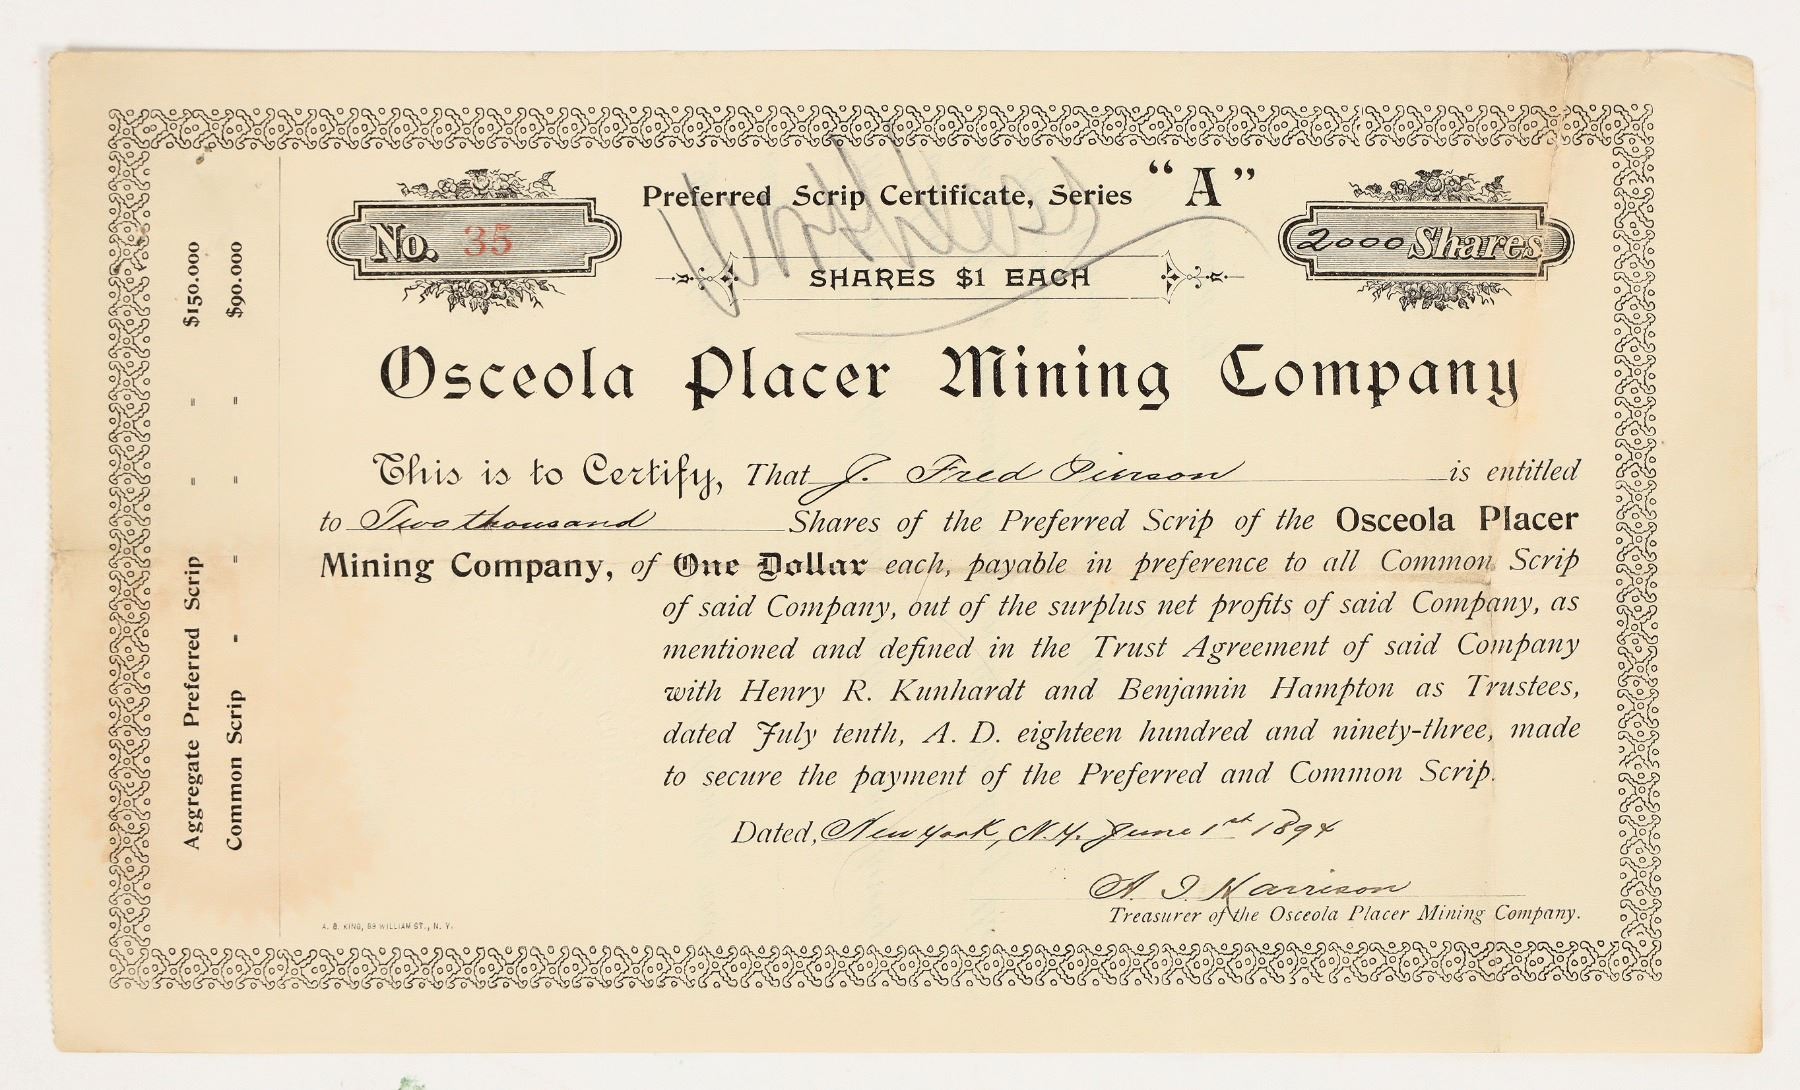 Preferred Scrip Certificate, Series "A"
No. 35
2000 Shares
SHARES $1 EACH
Osceola Placer Mining Company
This is to Certify, That J. Fred Pierson is entitled
to Two thousand Shares of the Preferred Scrip of the Osceola Placer
Mining Company, of One Dollar each, payable in preference to all Common Scrip
of said Company, out of the surplus net profits of said Company, as
mentioned and defined in the Trust Agreement of said Company
with Henry R. Kunhardt and Benjamin Hampton as Trustees,
dated July tenth, A. D. eighteen hundred and ninety-three, made
to secure the payment of the Preferred and Common Scrip.
Dated, New York, N.Y. June 1st 1894
A. I. Harrison
Treasurer of the Osceola Placer Mining Company.
A. B. KING, 89 WILLIAM ST., N. Y.
Aggregate Preferred Scrip - - - $150.000
Common Scrip - - - - $90.000